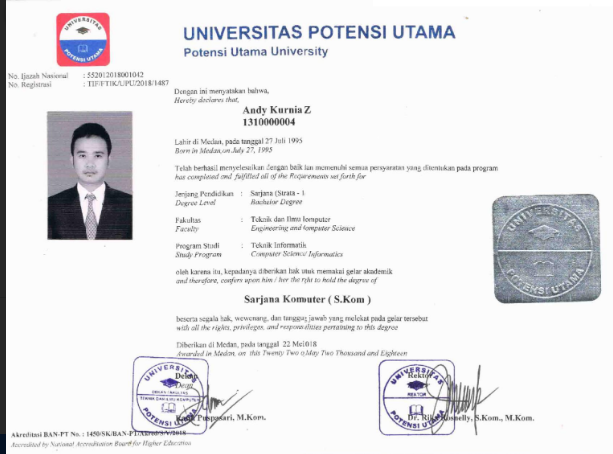 UNIVERSITAS POTENSI UTAMA
Potensi Utama University
UNIVERSITAS
POTENSI UTAMA
No. Ijazah Nasional : 552012018001042
No. Registrasi : TIF/FTIK/UPU/2018/1487
Dengan ini menyatakan bahwa,
Hereby declares that,
Andy Kurnia Z
1310000004
Lahir di Medan, pada tanggal 27 Juli 1995
Born in Medan,on July 27, 1995
Telah berhasil menyelesaikan dengan baik dan memenuhi semua persyaratan yang ditentukan pada program
has completed and fulfilled all of the Requirements set forth for
Jenjang Pendidikan : Sarjana (Strata - 1
Degree Level Bachelor Degree
Fakultas : Teknik dan Ilmu komputer
Faculty Engineering and Computer Science
Program Studi : Teknik Informatik
Study Program Computer Science/ Informatics
oleh karena itu, kepadanya diberikan hak untuk memakai gelar akademik
and therefore, confers upon him / her the right to hold the degree of
Sarjana Komuter ( S.Kom )
beserta segala hak, wewenang, dan tanggung jawab yang melekat pada gelar tersebut
with all the rights, privileges, and responsibilities pertaining to this degree
Diberikan di Medan, pada tanggal 22 Mei 2018
Awarded in Medan, on this Twenty Two of May Two Thousand and Eighteen
UNIVERSITAS
POTENSI UTAMA
Dekan
Dean
Rektor
REKTOR
Puspasari, M.Kom.
S.Kom., M.Kom.
Akreditasi BAN-PT No. : 1450/SK/BAN-PT/Akred/S/V/2018
Accredited by National Accreditation Board for Higher Education